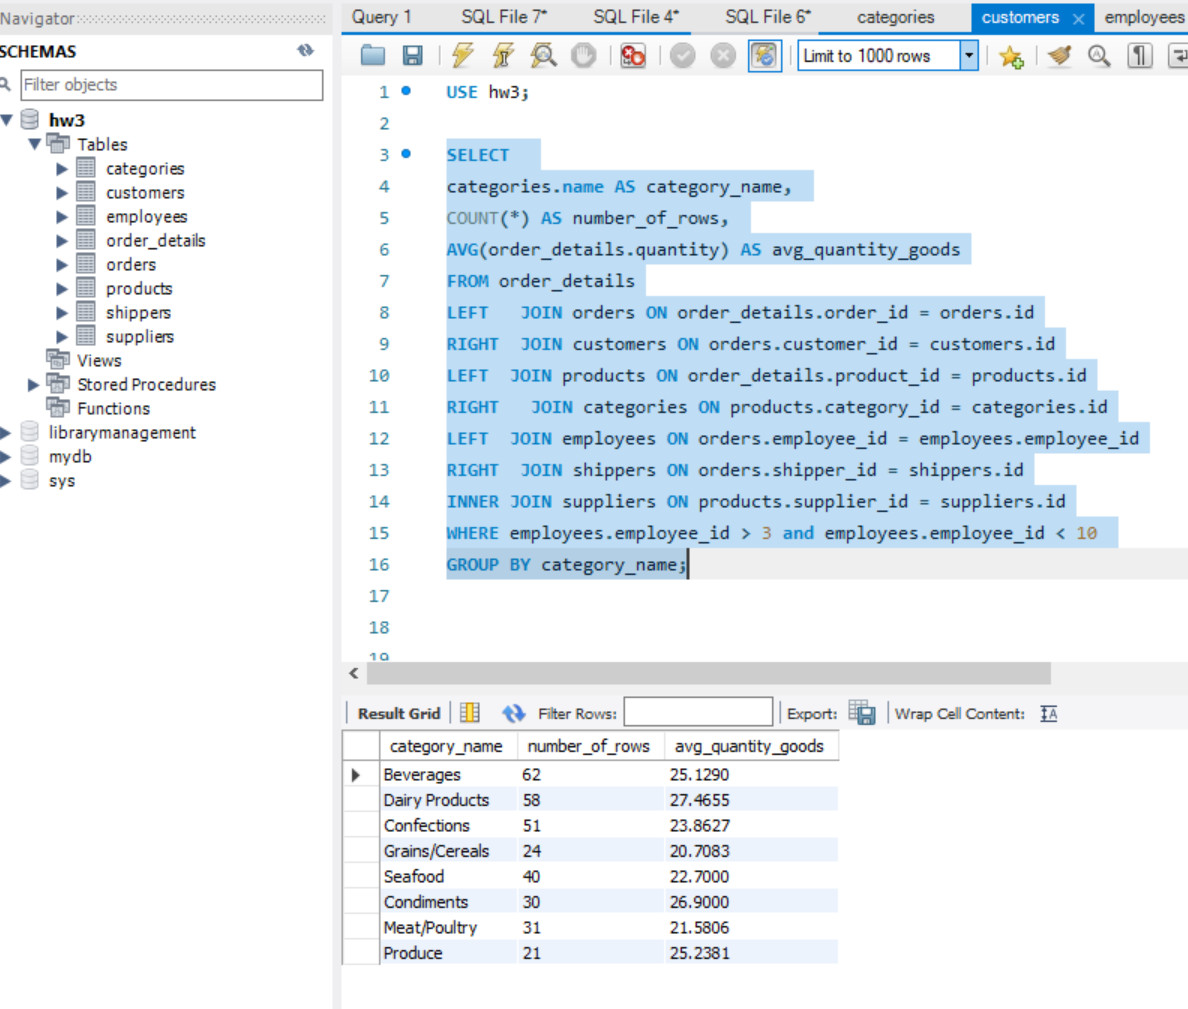 Navigator
Query 1 SQL File 7* SQL File 4* SQL File 6* categories customers employees
SCHEMAS
Filter objects
hw3
Tables
categories
customers
employees
order_details
orders
products
shippers
suppliers
Views
Stored Procedures
Functions
librarymanagement
mydb
sys
Limit to 1000 rows
1 USE hw3;
2
3 SELECT
4 categories.name AS category_name,
5 COUNT(*) AS number_of_rows,
6 AVG(order_details.quantity) AS avg_quantity_goods
7 FROM order_details
8 LEFT JOIN orders ON order_details.order_id = orders.id
9 RIGHT JOIN customers ON orders.customer_id = customers.id
10 LEFT JOIN products ON order_details.product_id = products.id
11 RIGHT JOIN categories ON products.category_id = categories.id
12 LEFT JOIN employees ON orders.employee_id = employees.employee_id
13 RIGHT JOIN shippers ON orders.shipper_id = shippers.id
14 INNER JOIN suppliers ON products.supplier_id = suppliers.id
15 WHERE employees.employee_id > 3 and employees.employee_id < 10
16 GROUP BY category_name;
17
18
19
Result Grid Filter Rows: Export: Wrap Cell Content:
category_name number_of_rows avg_quantity_goods
Beverages 62 25.1290
Dairy Products 58 27.4655
Confections 51 23.8627
Grains/Cereals 24 20.7083
Seafood 40 22.7000
Condiments 30 26.9000
Meat/Poultry 31 21.5806
Produce 21 25.2381